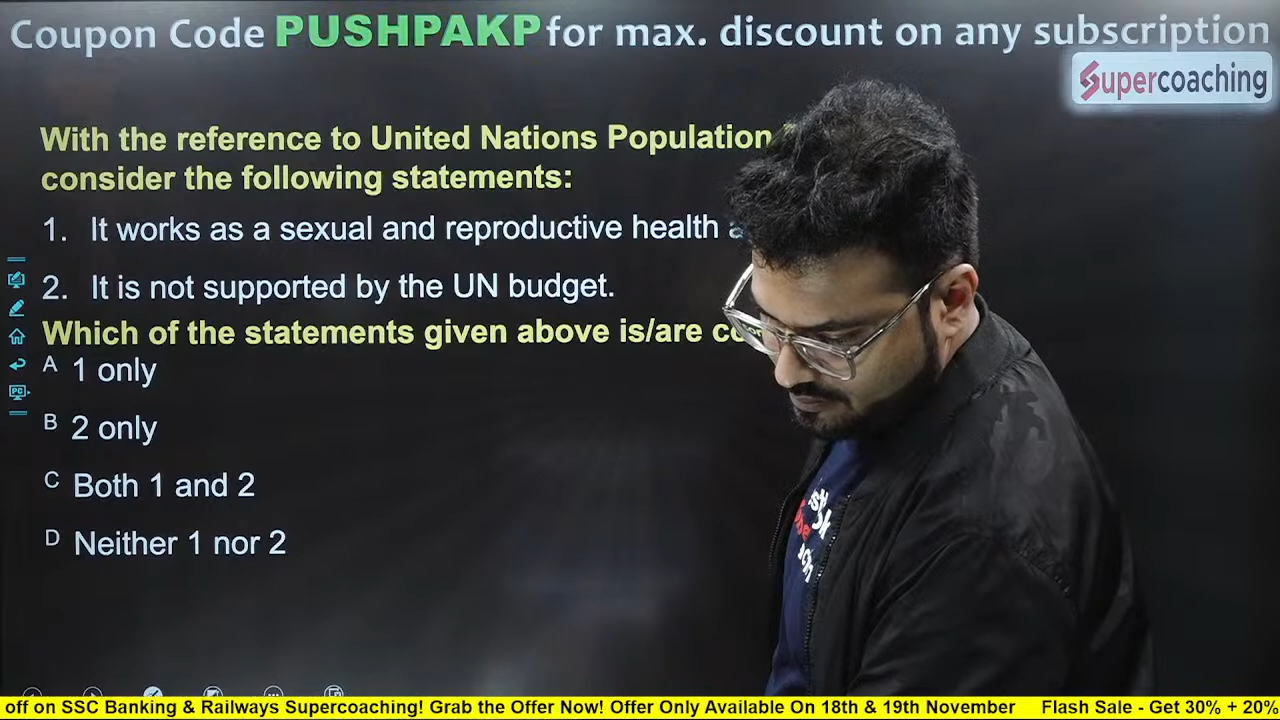 Coupon Code PUSHPAKP for max. discount on any subscription
Supercoaching
With the reference to United Nations Population
consider the following statements:
1. It works as a sexual and reproductive health
2. It is not supported by the UN budget.
Which of the statements given above is/are
A 1 only
B 2 only
C Both 1 and 2
D Neither 1 nor 2
off on SSC Banking & Railways Supercoaching! Grab the Offer Now! Offer Only Available On 18th & 19th November Flash Sale - Get 30% + 20%